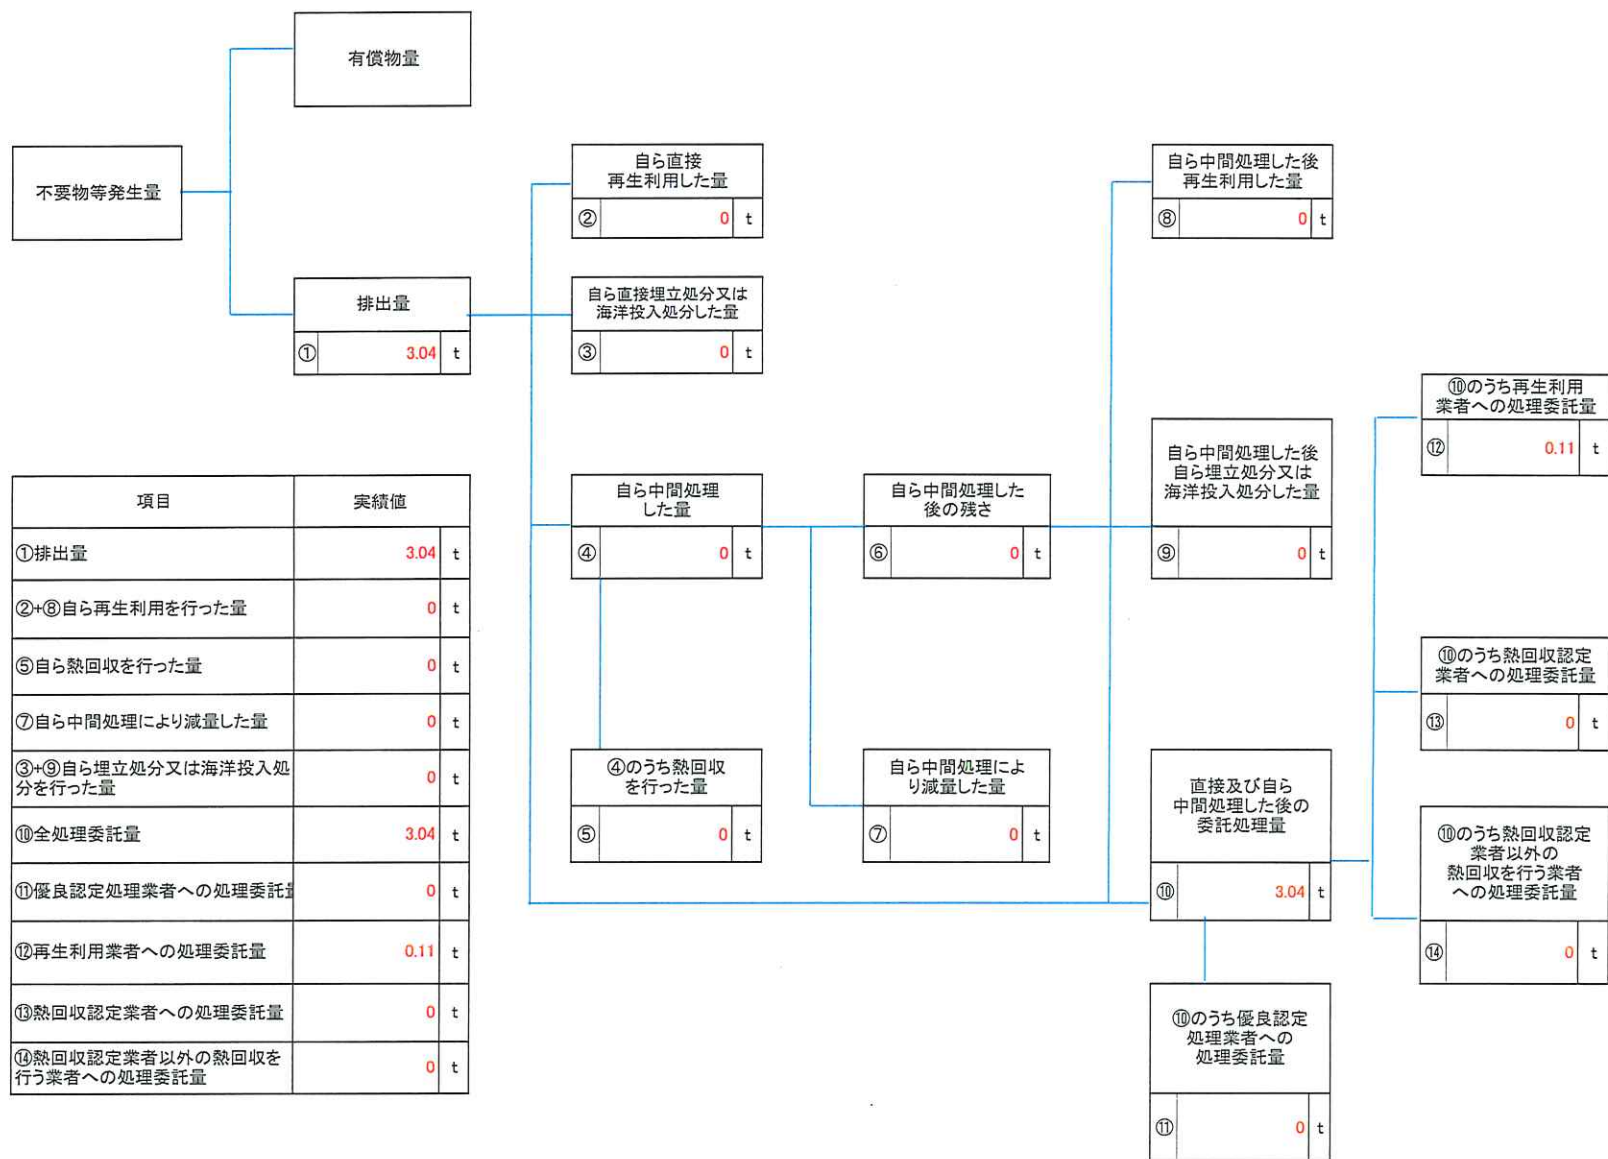 有償物量
不要物等発生量
排出量
① 3.04 t
自ら直接
再生利用した量
② 0 t
自ら直接埋立処分又は
海洋投入処分した量
③ 0 t
自ら中間処理
した量
④ 0 t
④のうち熱回収
を行った量
⑤ 0 t
自ら中間処理した
後の残さ
⑥ 0 t
自ら中間処理によ
り減量した量
⑦ 0 t
自ら中間処理した後
再生利用した量
⑧ 0 t
自ら中間処理した後
自ら埋立処分又は
海洋投入処分した量
⑨ 0 t
直接及び自ら
中間処理した後の
委託処理量
⑩ 3.04 t
⑩のうち優良認定
処理業者への
処理委託量
⑪ 0 t
⑩のうち再生利用
業者への処理委託量
⑫ 0.11 t
⑩のうち熱回収認定
業者への処理委託量
⑬ 0 t
⑩のうち熱回収認定
業者以外の
熱回収を行う業者
への処理委託量
⑭ 0 t
項目 実績値
①排出量 3.04 t
②+⑧自ら再生利用を行った量 0 t
⑤自ら熱回収を行った量 0 t
⑦自ら中間処理により減量した量 0 t
③+⑨自ら埋立処分又は海洋投入処
分を行った量 0 t
⑩全処理委託量 3.04 t
⑪優良認定処理業者への処理委託 0 t
⑫再生利用業者への処理委託量 0.11 t
⑬熱回収認定業者への処理委託量 0 t
⑭熱回収認定業者以外の熱回収を
行う業者への処理委託量 0 t